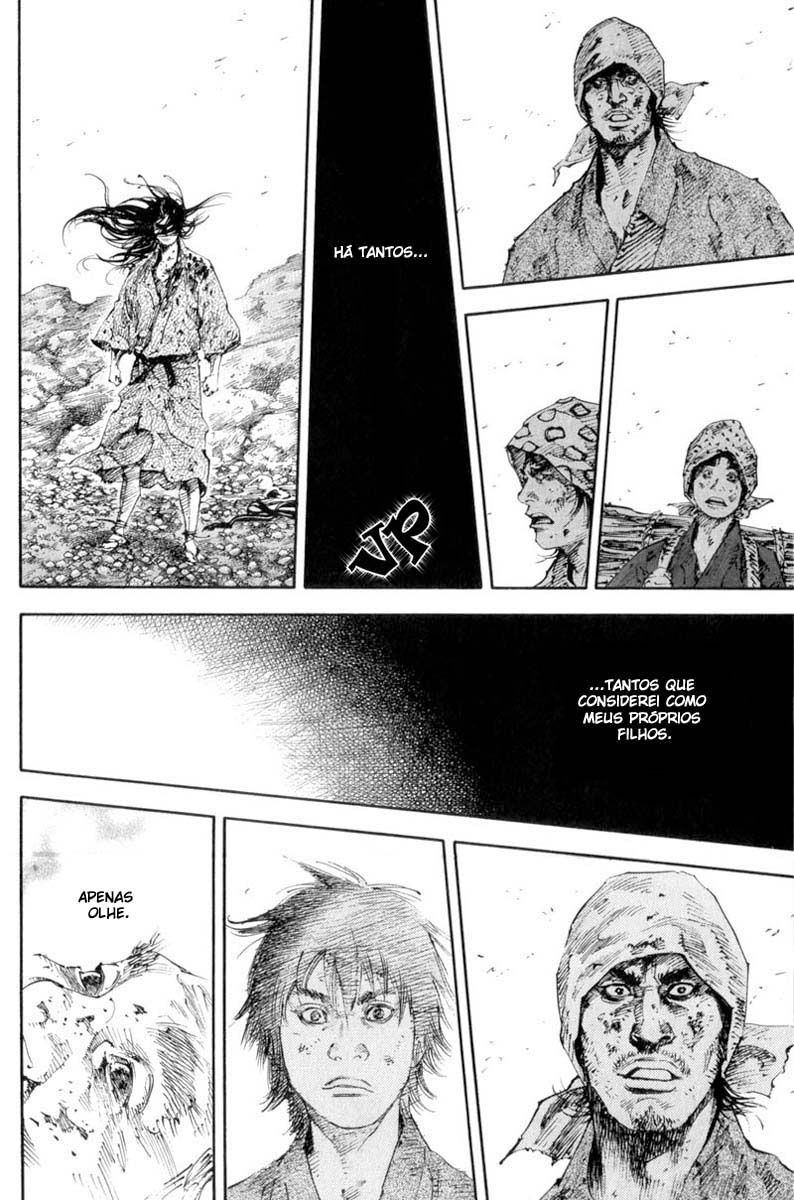 HÁ TANTOS...
VP
...TANTOS QUE
CONSIDEREI COMO
MEUS PRÓPRIOS
FILHOS.
APENAS
OLHE.